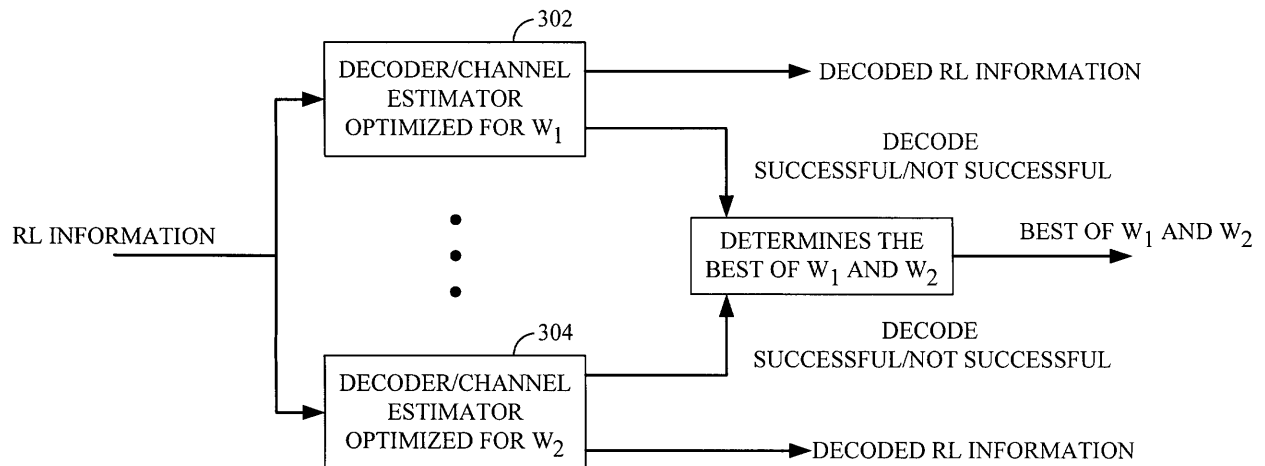 302
DECODER/CHANNEL
ESTIMATOR
OPTIMIZED FOR W1
DECODED RL INFORMATION
DECODE
SUCCESSFUL/NOT SUCCESSFUL
RL INFORMATION
DETERMINES THE
BEST OF W1 AND W2
BEST OF W1 AND W2
304
DECODER/CHANNEL
ESTIMATOR
OPTIMIZED FOR W2
DECODE
SUCCESSFUL/NOT SUCCESSFUL
DECODED RL INFORMATION